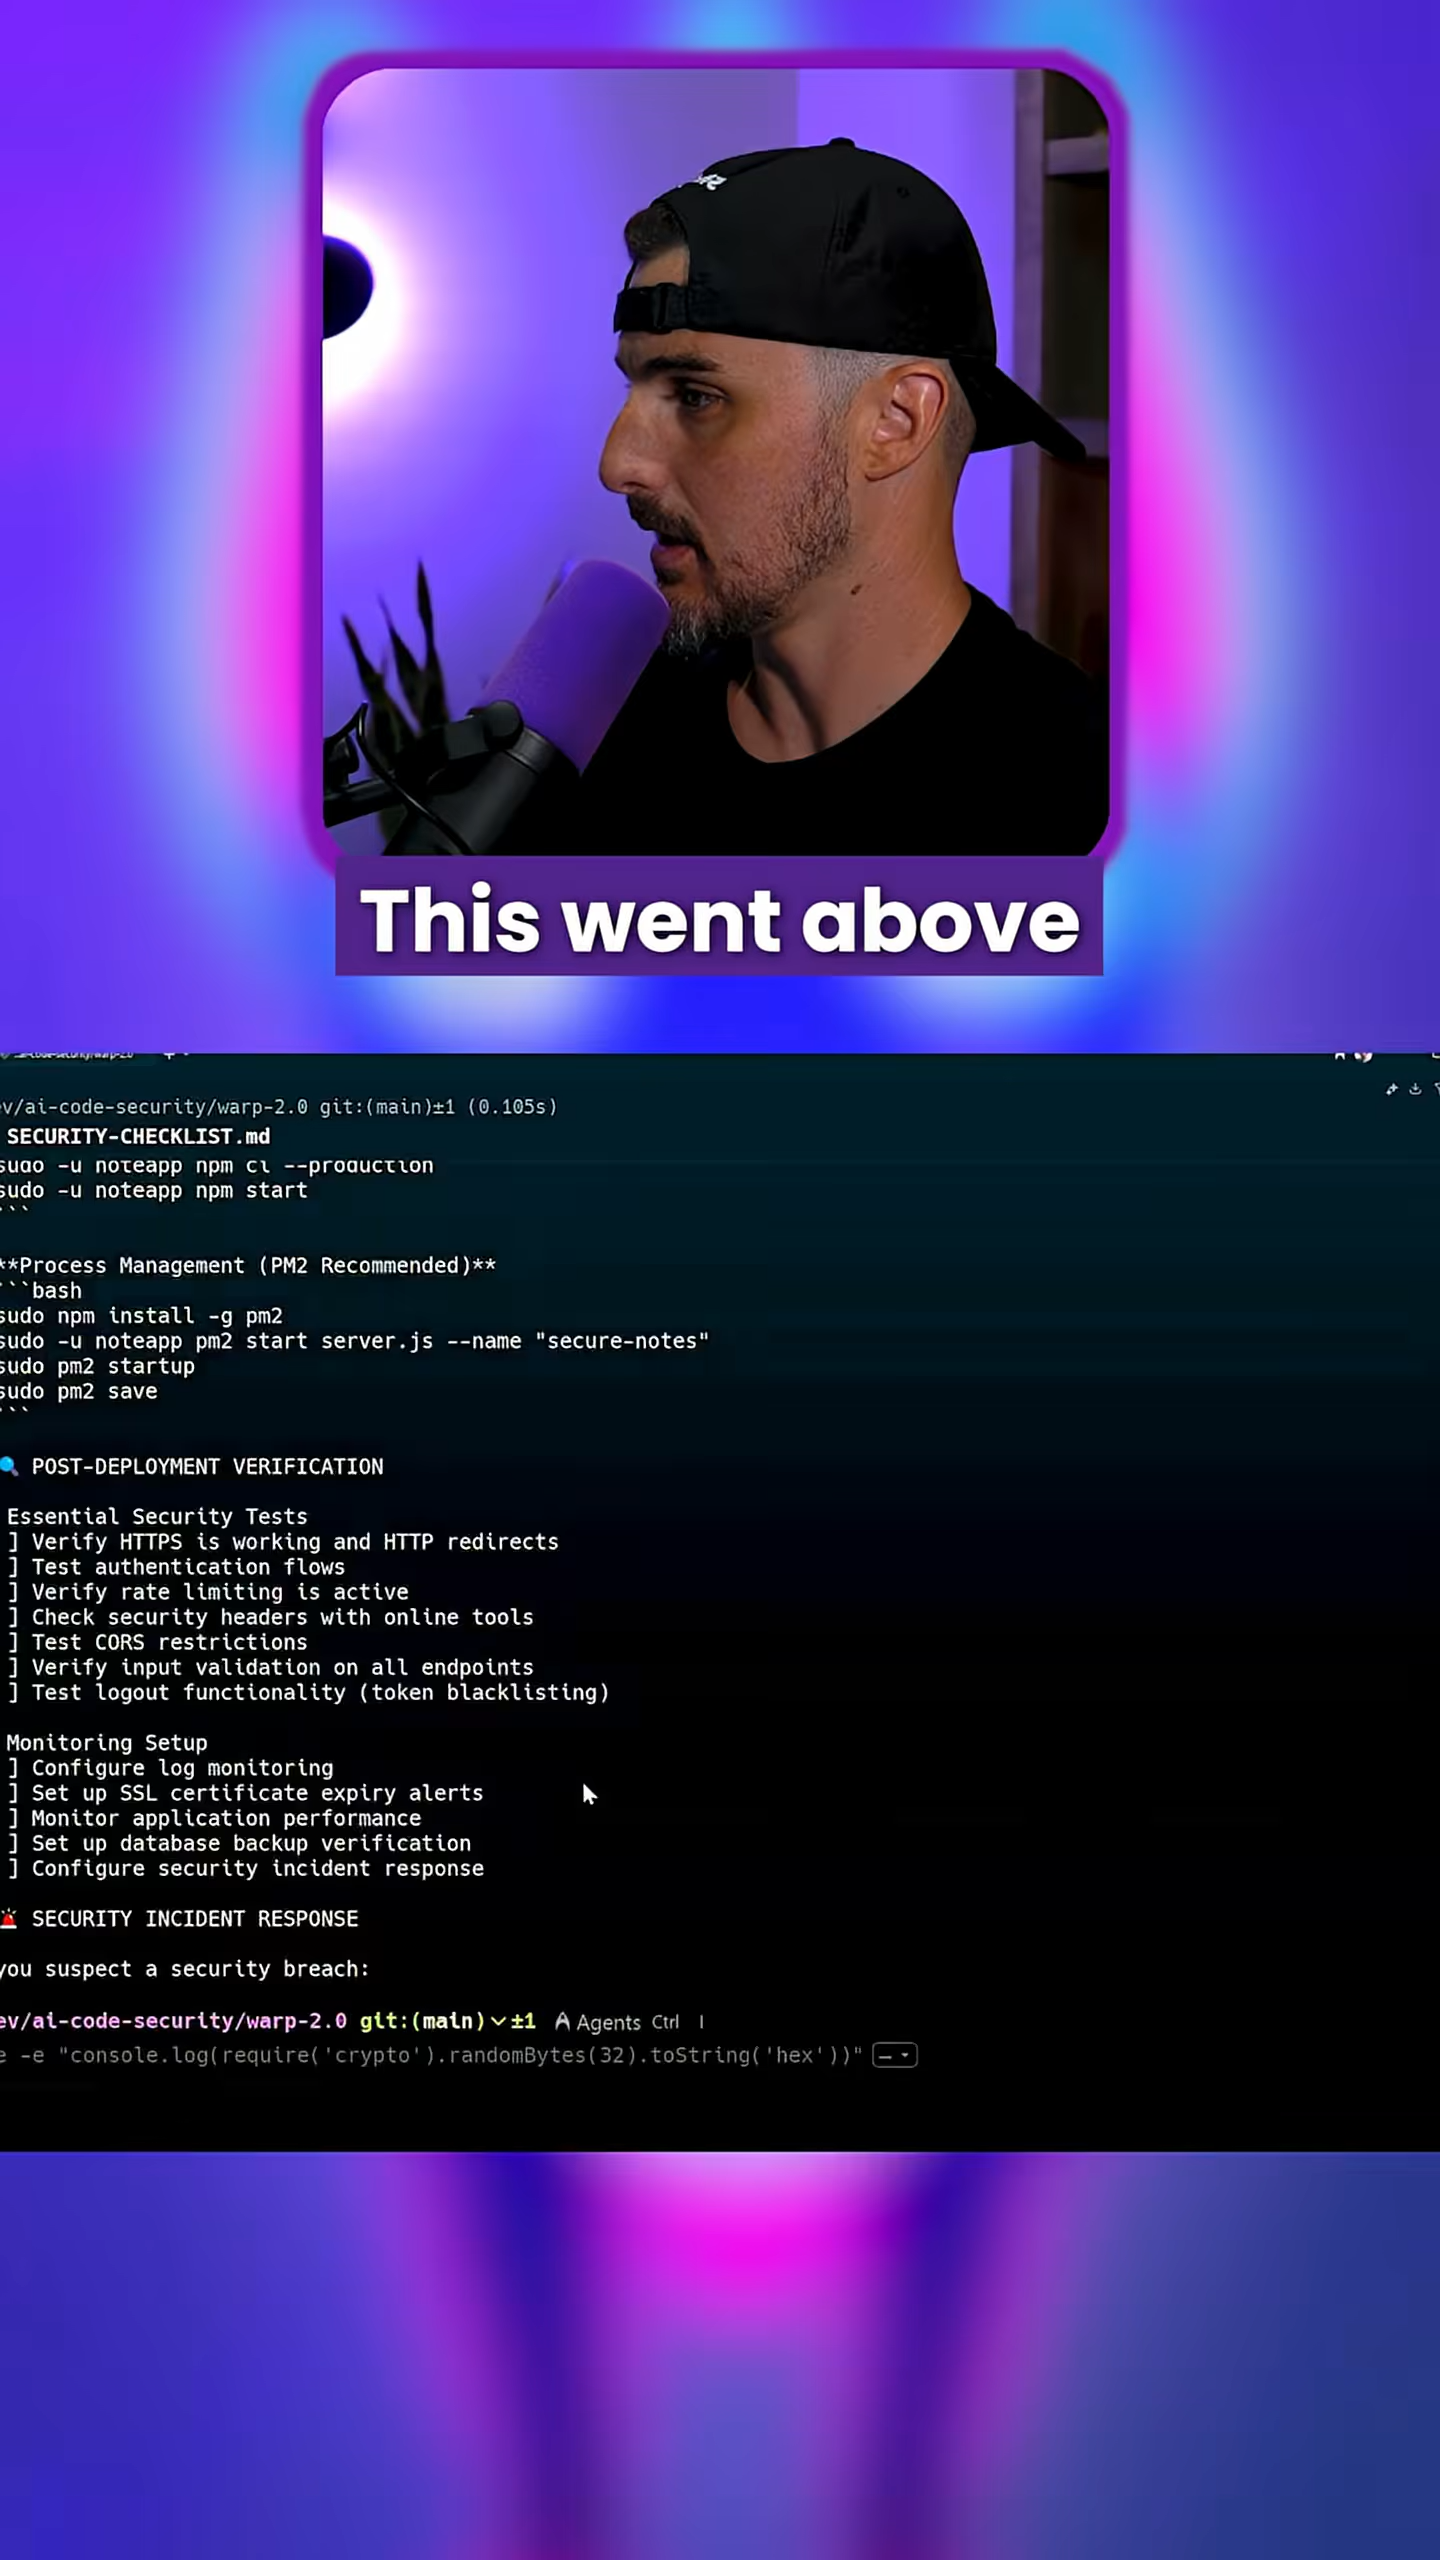 This went above
ev/ai-code-security/warp-2.0 git:(main)±1 (0.105s)
SECURITY-CHECKLIST.md
sudo -u noteapp npm ci --production
sudo -u noteapp npm start
```
**Process Management (PM2 Recommended)**
```bash
sudo npm install -g pm2
sudo -u noteapp pm2 start server.js --name "secure-notes"
sudo pm2 startup
sudo pm2 save
```
🔍 POST-DEPLOYMENT VERIFICATION
Essential Security Tests
] Verify HTTPS is working and HTTP redirects
] Test authentication flows
] Verify rate limiting is active
] Check security headers with online tools
] Test CORS restrictions
] Verify input validation on all endpoints
] Test logout functionality (token blacklisting)
Monitoring Setup
] Configure log monitoring
] Set up SSL certificate expiry alerts
] Monitor application performance
] Set up database backup verification
] Configure security incident response
🚨 SECURITY INCIDENT RESPONSE
you suspect a security breach:
ev/ai-code-security/warp-2.0 git:(main) ±1 Agents Ctrl I
e -e "console.log(require('crypto').randomBytes(32).toString('hex'))"